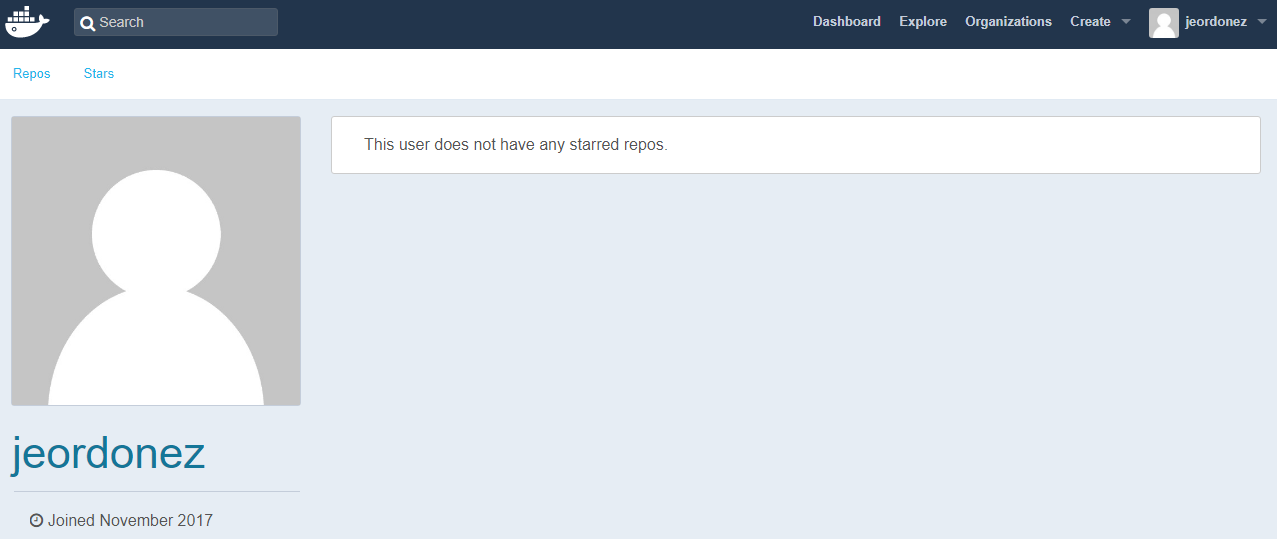 Search Dashboard Explore Organizations Create jeordonez
Repos Stars
This user does not have any starred repos.
jeordonez
Joined November 2017